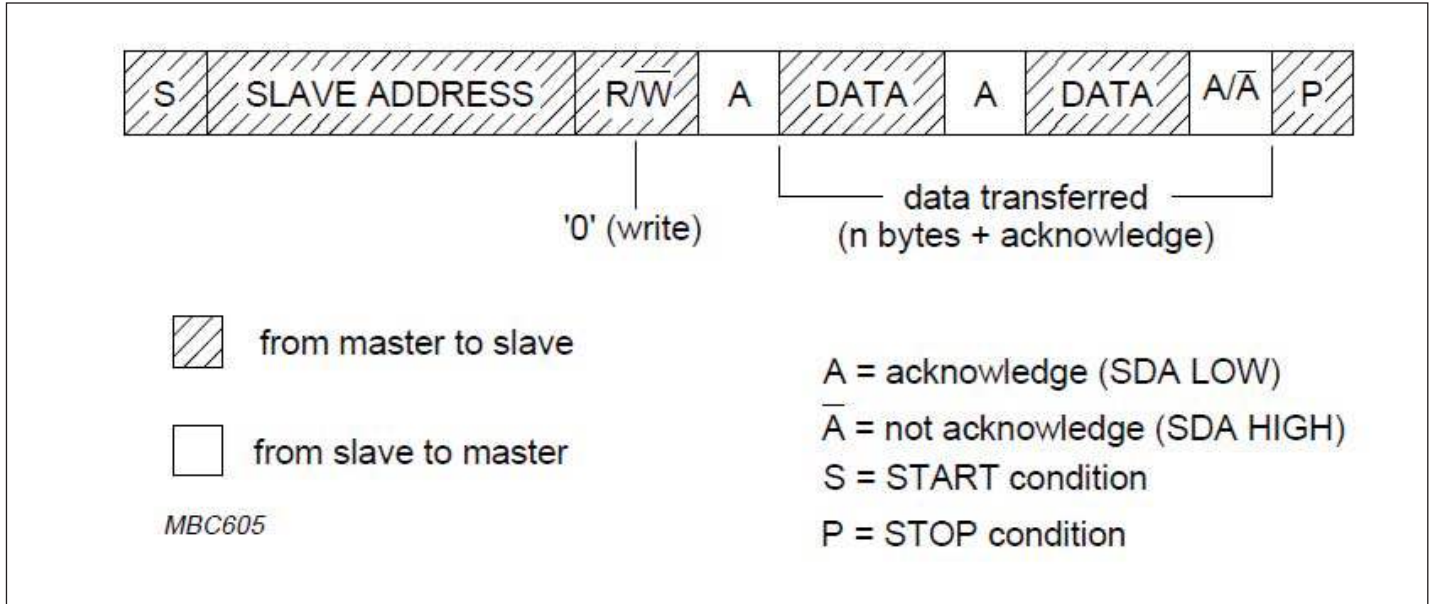 S SLAVE ADDRESS R/W̅ A DATA A DATA A/A̅ P
data transferred
'0' (write) (n bytes + acknowledge)
from master to slave
from slave to master
MBC605
A = acknowledge (SDA LOW)
A̅ = not acknowledge (SDA HIGH)
S = START condition
P = STOP condition